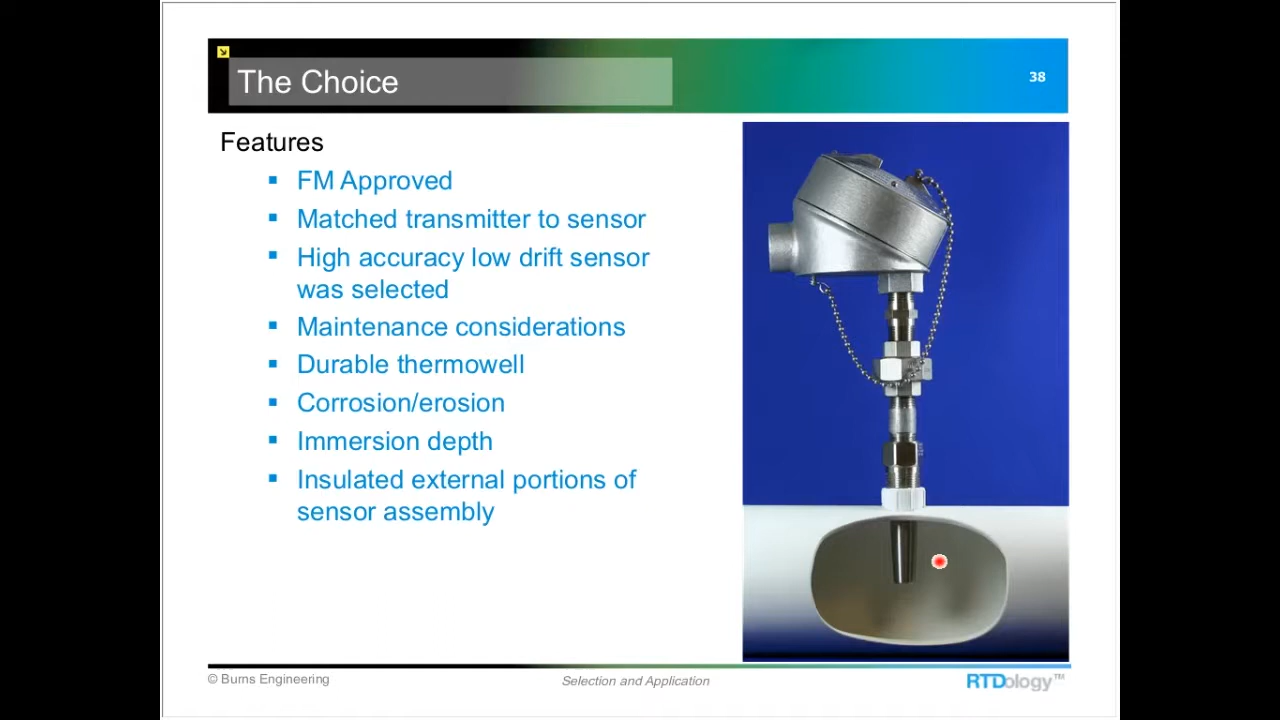 The Choice
38
Features
FM Approved
Matched transmitter to sensor
High accuracy low drift sensor
was selected
Maintenance considerations
Durable thermowell
Corrosion/erosion
Immersion depth
Insulated external portions of
sensor assembly
© Burns Engineering
Selection and Application
RTDology™